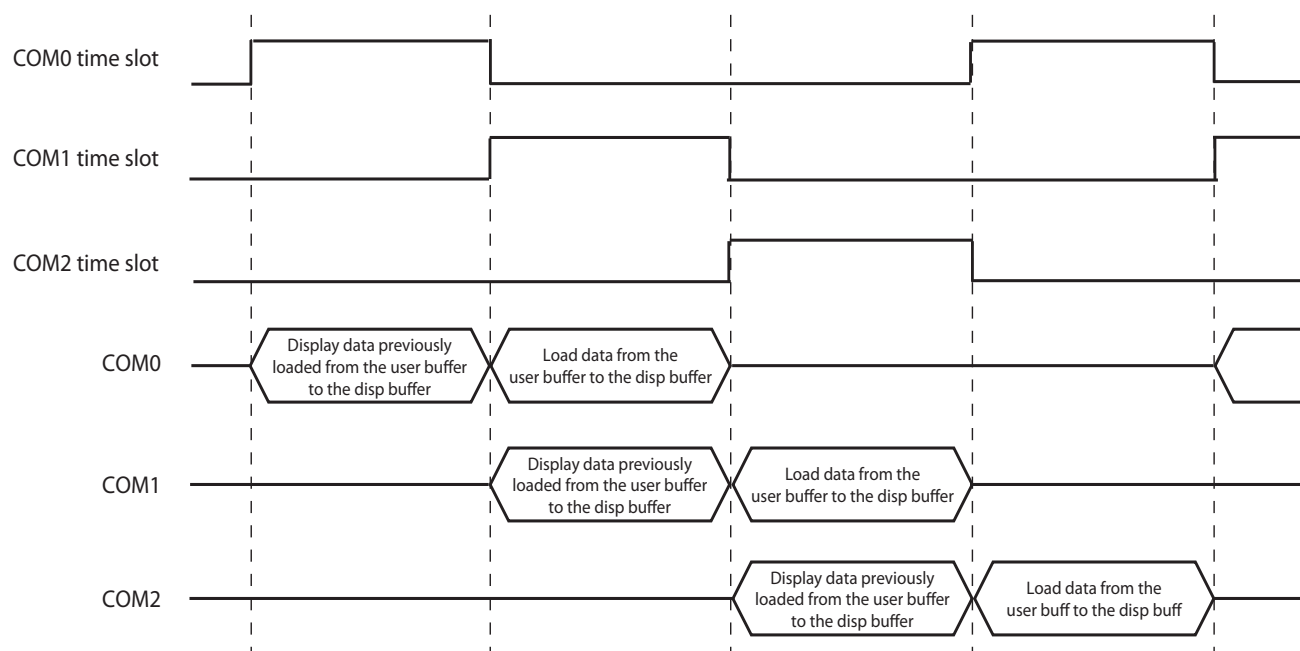 COM0 time slot
COM1 time slot
COM2 time slot
COM0
Display data previously
loaded from the user buffer
to the disp buffer
Load data from the
user buffer to the disp buffer
COM1
Display data previously
loaded from the user buffer
to the disp buffer
Load data from the
user buffer to the disp buffer
COM2
Display data previously
loaded from the user buffer
to the disp buffer
Load data from the
user buff to the disp buff